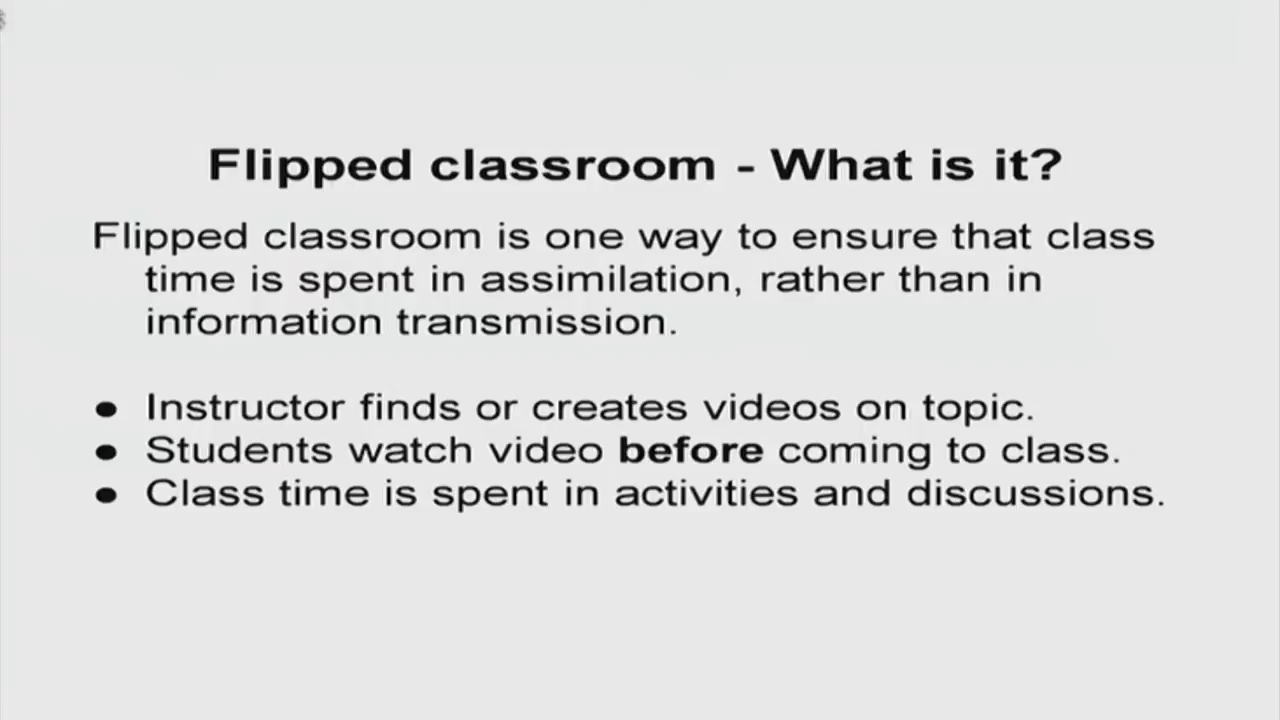 Flipped classroom - What is it?
Flipped classroom is one way to ensure that class
time is spent in assimilation, rather than in
information transmission.
● Instructor finds or creates videos on topic.
● Students watch video before coming to class.
● Class time is spent in activities and discussions.